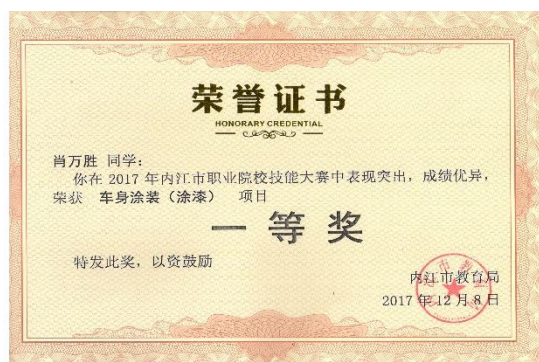 荣誉证书
HONORARY CREDENTIAL
肖万胜 同学：
你在 2017 年内江市职业院校技能大赛中表现突出，成绩优异，
荣获 车身涂装（涂漆） 项目
一等奖
特发此奖，以资鼓励
内江市教育局
2017 年 12 月 8 日